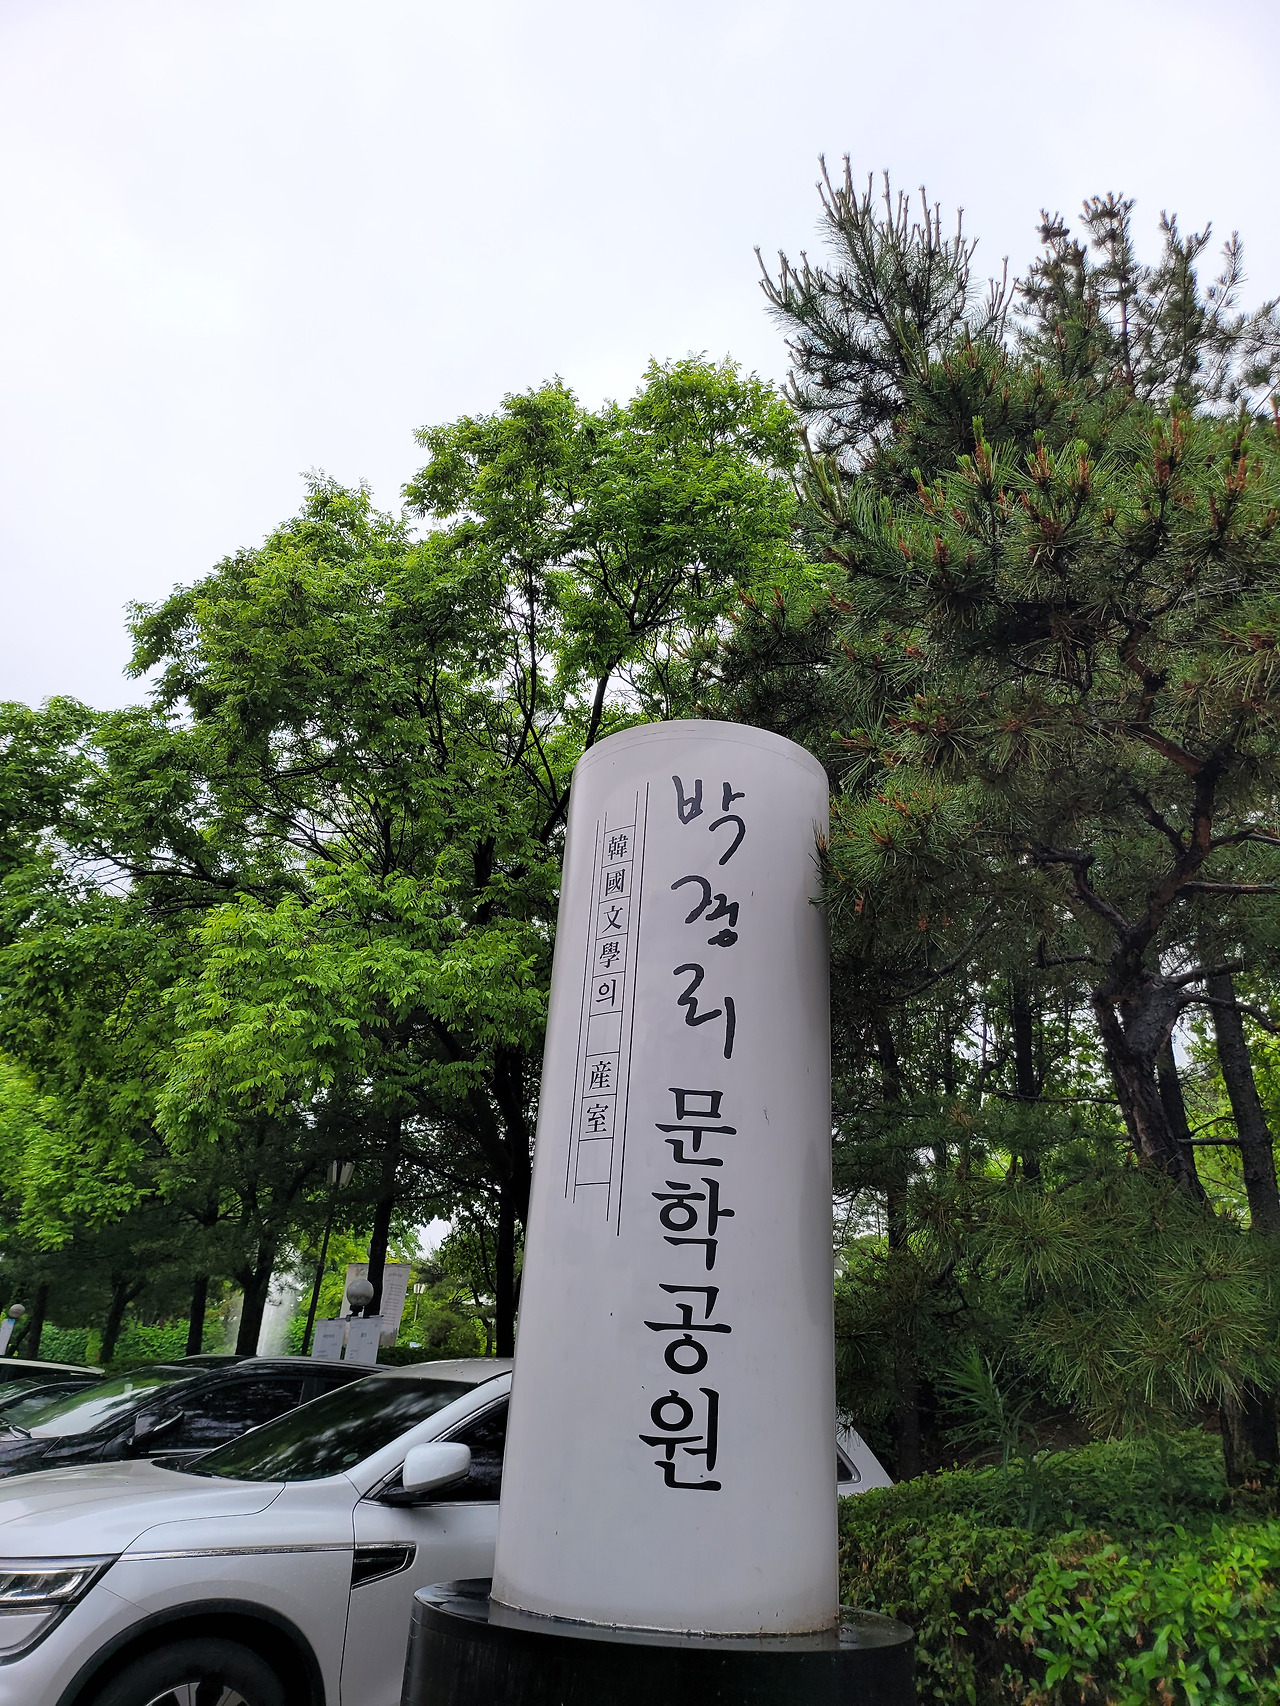 박경리 문학공원
韓國文學의 産室